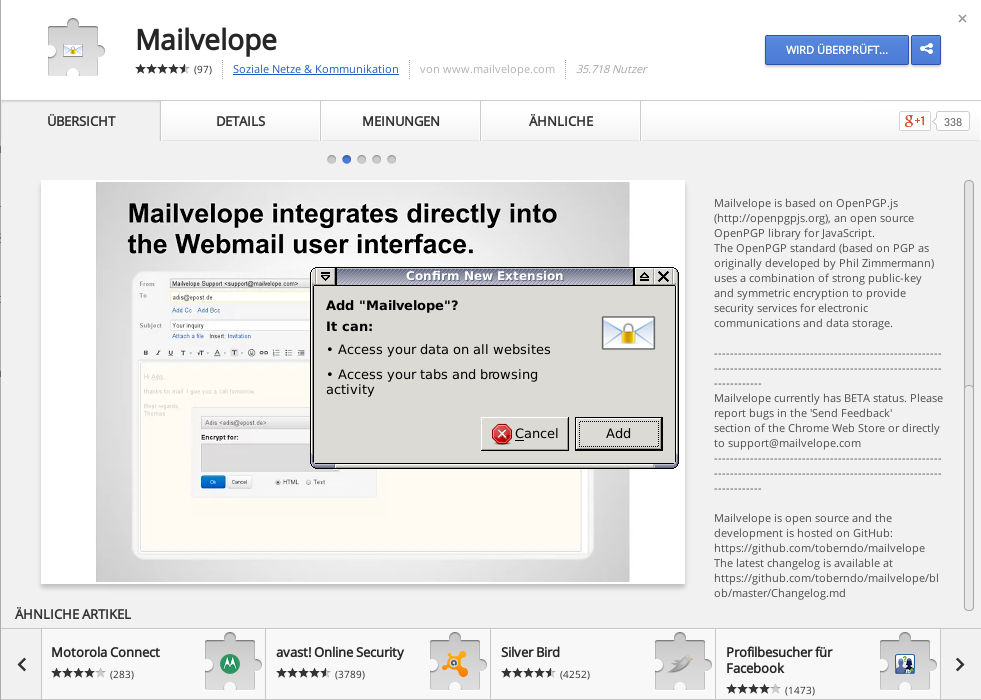 Mailvelope
WIRD ÜBERPRÜFT...
(97) Soziale Netze & Kommunikation von www.mailvelope.com 35.718 Nutzer
ÜBERSICHT DETAILS MEINUNGEN ÄHNLICHE
g+1 338
Mailvelope integrates directly into
the Webmail user interface.
From Mailvelope Support <support@mailvelope.com>
To adis@epost.de
Add Cc Add Bcc
Subject Your inquiry
Attach a file Insert: Invitation
Hi Adis,
thanks to mail. I give you a call tomorrow.
Best regards,
Thomas
Adis <adis@epost.de>
Encrypt for:
Ok Cancel HTML Text
Confirm New Extension
Add "Mailvelope"?
It can:
• Access your data on all websites
• Access your tabs and browsing
activity
Cancel Add
Mailvelope is based on OpenPGP.js
(http://openpgpjs.org), an open source
OpenPGP library for JavaScript.
The OpenPGP standard (based on PGP as
originally developed by Phil Zimmermann)
uses a combination of strong public-key
and symmetric encryption to provide
security services for electronic
communications and data storage.
Mailvelope currently has BETA status. Please
report bugs in the 'Send Feedback'
section of the Chrome Web Store or directly
to support@mailvelope.com
Mailvelope is open source and the
development is hosted on GitHub:
https://github.com/toberndo/mailvelope
The latest changelog is available at
https://github.com/toberndo/mailvelope/bl
ob/master/Changelog.md
ÄHNLICHE ARTIKEL
Motorola Connect
(283)
avast! Online Security
(3789)
Silver Bird
(4252)
Profilbesucher für
Facebook
(1473)